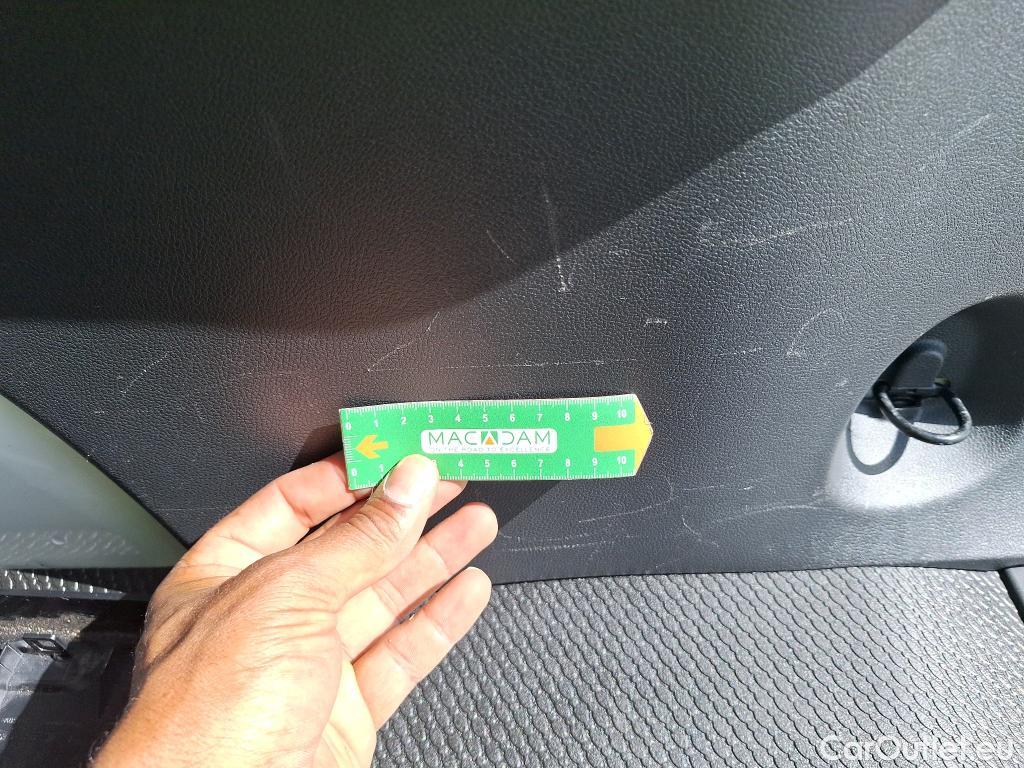 0 1 2 3 4 5 6 7 8 9 10
MACADAM
ON THE ROAD TO EXCELLENCE
0 1 4 5 6 7 8 9 10
CarOutlet.eu